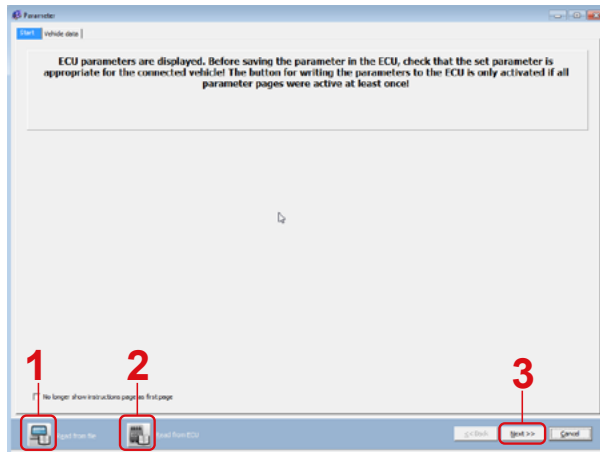 Parameter
Start Vehicle data
ECU parameters are displayed. Before saving the parameter in the ECU, check that the set parameter is
appropriate for the connected vehicle! The button for writing the parameters to the ECU is only activated if all
parameter pages were active at least once!
1 2 3
No longer show instructions page as first page
from file
from ECU
<< Back Next >> Cancel